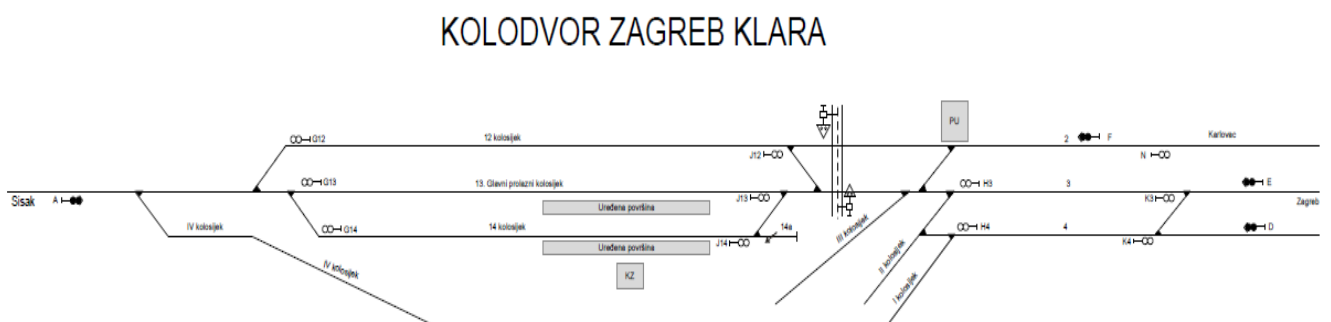 KOLODVOR ZAGREB KLARA
PU
G12
12 kolosijek
2
F
Karlovac
J12
N
G13
13. Glavni prolazni kolosijek
H3
3
E
Sisak
A
J13
K3
Zagreb
Uređena površina
IV kolosijek
G14
14 kolosijek
14a
III kolosijek
H4
4
D
J14
K4
Uređena površina
II kolosijek
IV kolosijek
KZ
I kolosijek